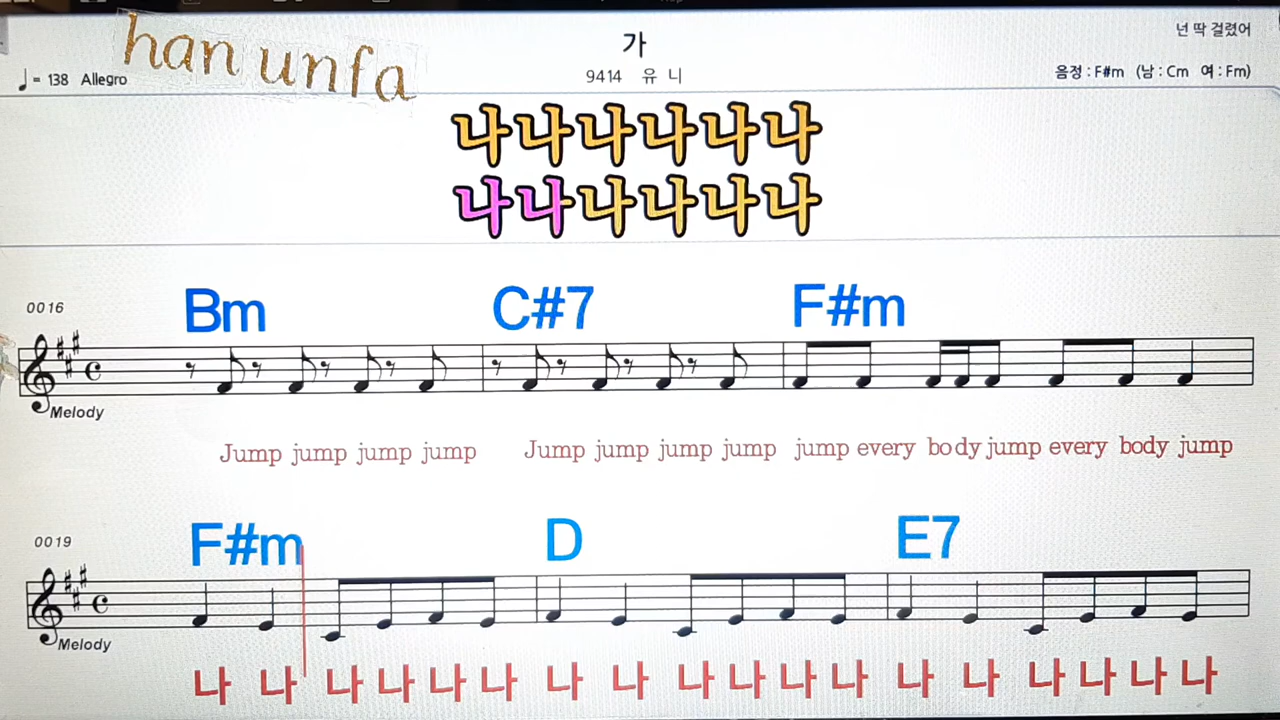 han unfa
가
넌 딱 걸렸어
♩= 138 Allegro
9414 유 니
음정 : F#m (남 : Cm 여 : Fm)
나나나나나나
나나나나나나
0016
Bm C#7 F#m
Melody
Jump jump jump jump Jump jump jump jump jump every body jump every body jump
0019
F#m D E7
Melody
나 나 나 나 나 나 나 나 나 나 나 나 나 나 나 나 나 나